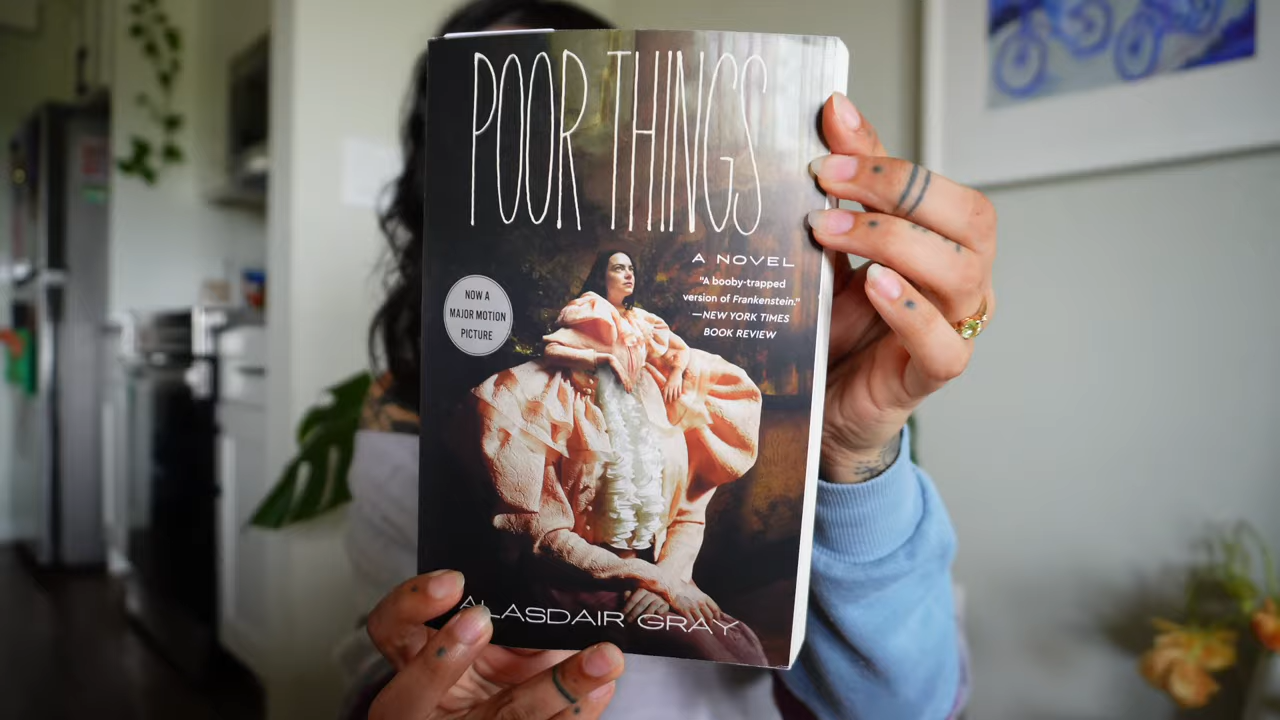 POOR THINGS
A NOVEL
"A booby-trapped
version of Frankenstein."
—NEW YORK TIMES
BOOK REVIEW
NOW A
MAJOR MOTION
PICTURE
ALASDAIR GRAY